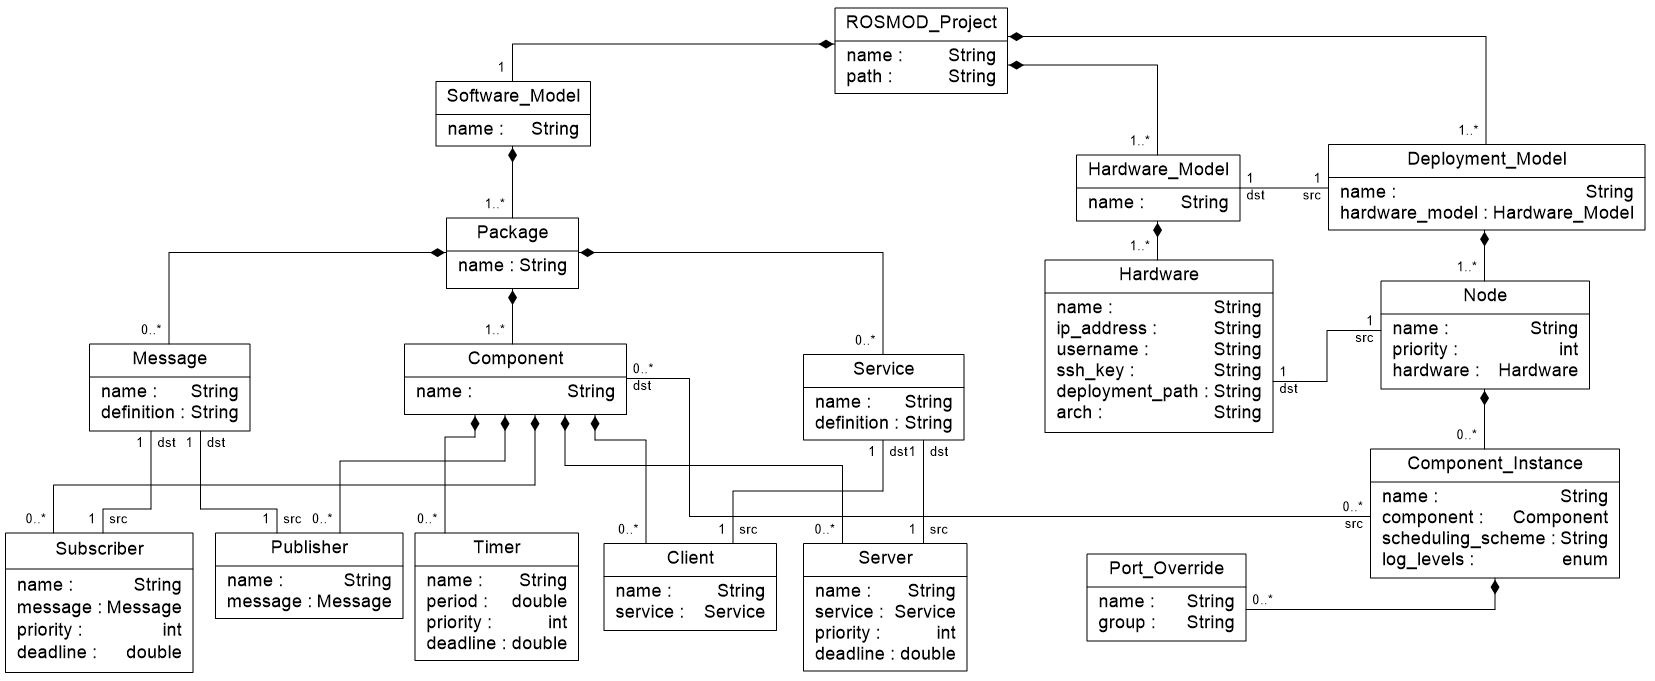 ROSMOD_Project
name : String
path : String
1
1..*
1..*
Software_Model
name : String
Hardware_Model
name : String
1
dst
1
src
Deployment_Model
name : String
hardware_model : Hardware_Model
1..*
1..*
1..*
Package
name : String
Hardware
name : String
ip_address : String
username : String
ssh_key : String
deployment_path : String
arch : String
1
dst
1
src
Node
name : String
priority : int
hardware : Hardware
0..*
1..*
0..*
0..*
Message
name : String
definition : String
1 dst 1 dst
Component
name : String
0..*
dst
Service
name : String
definition : String
1 dst 1 dst
Component_Instance
name : String
component : Component
scheduling_scheme : String
log_levels : enum
0..*
src
0..* 1 src
1 src 0..*
0..*
0..* 1 src
0..* 1 src
Subscriber
name : String
message : Message
priority : int
deadline : double
Publisher
name : String
message : Message
Timer
name : String
period : double
priority : int
deadline : double
Client
name : String
service : Service
Server
name : String
service : Service
priority : int
deadline : double
Port_Override
name : String
group : String
0..*